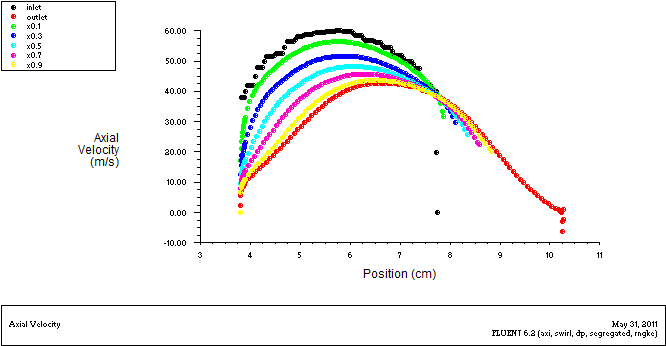 inlet
outlet
x0.1
x0.3
x0.5
x0.7
x0.9
60.00
50.00
40.00
30.00
20.00
10.00
0.00
-10.00
Axial
Velocity
(m/s)
3 4 5 6 7 8 9 10 11
Position (cm)
Axial Velocity
May 31, 2011
FLUENT 6.2 (axi, swirl, dp, segregated, rngke)